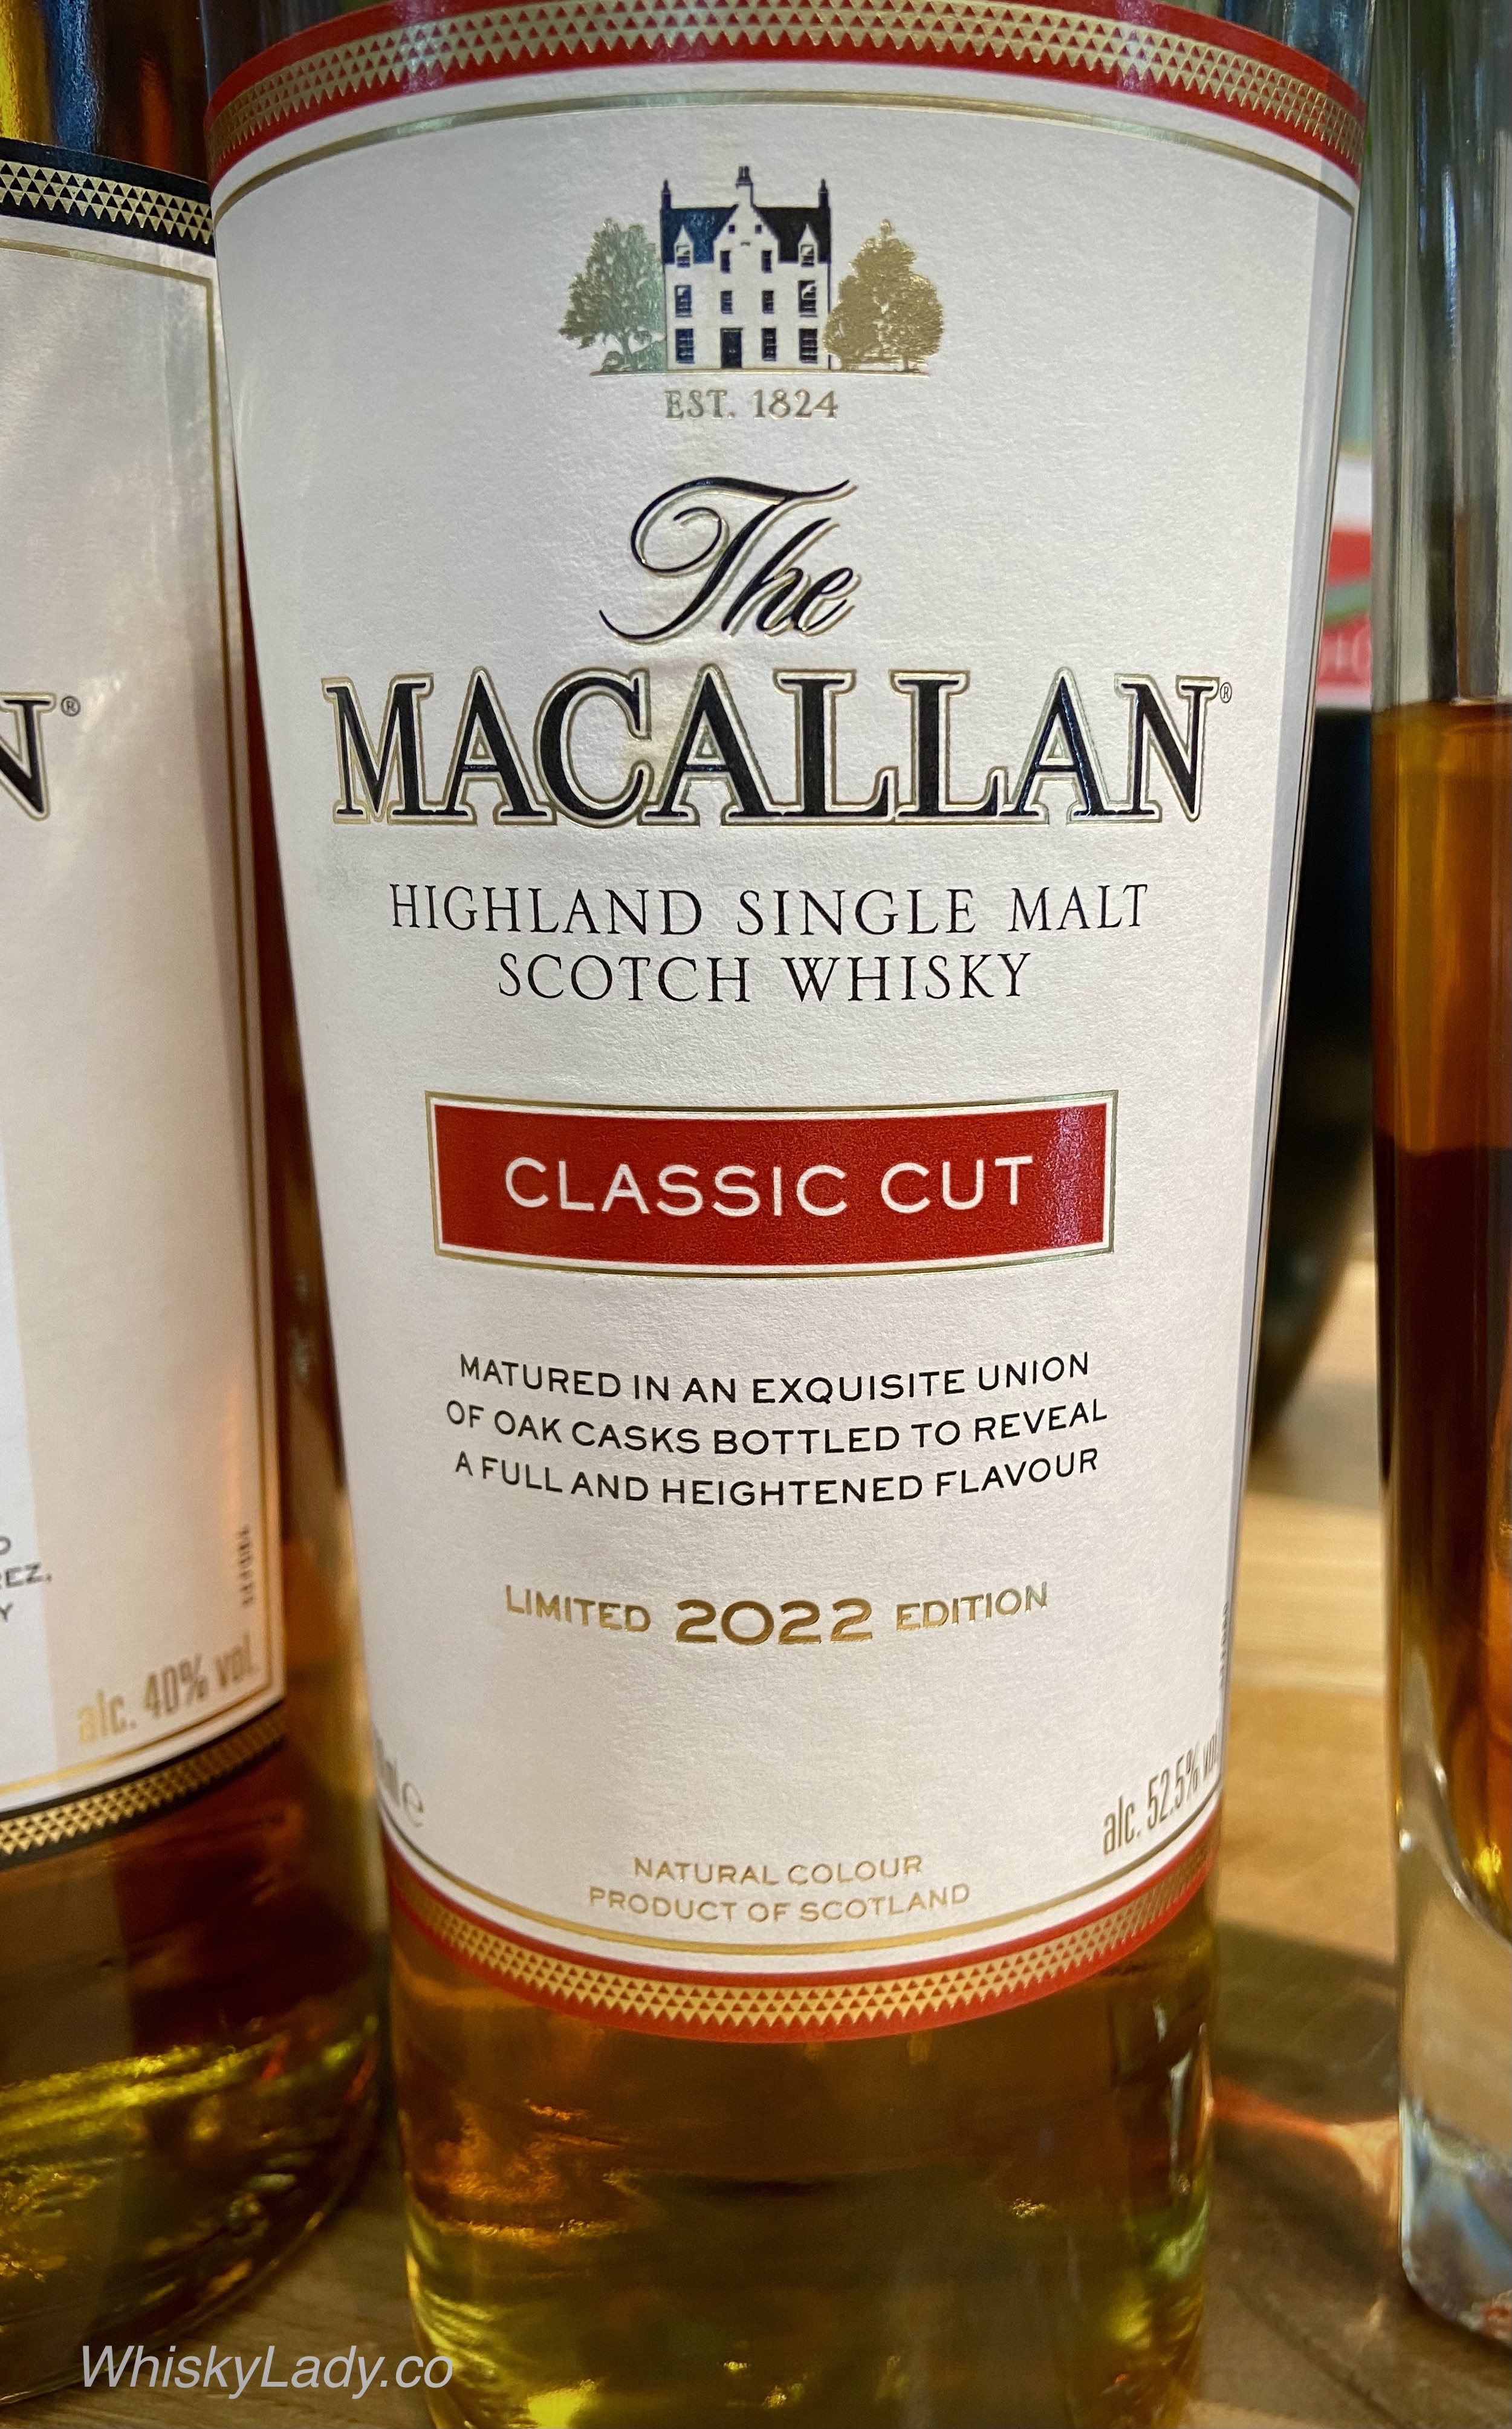 EST. 1824
The
MACALLAN®
HIGHLAND SINGLE MALT
SCOTCH WHISKY
CLASSIC CUT
MATURED IN AN EXQUISITE UNION
OF OAK CASKS BOTTLED TO REVEAL
A FULL AND HEIGHTENED FLAVOUR
LIMITED 2022 EDITION
alc. 52.5% vol
NATURAL COLOUR
PRODUCT OF SCOTLAND
N®
EZ,
Y
alc. 40% vol.
WhiskyLady.co